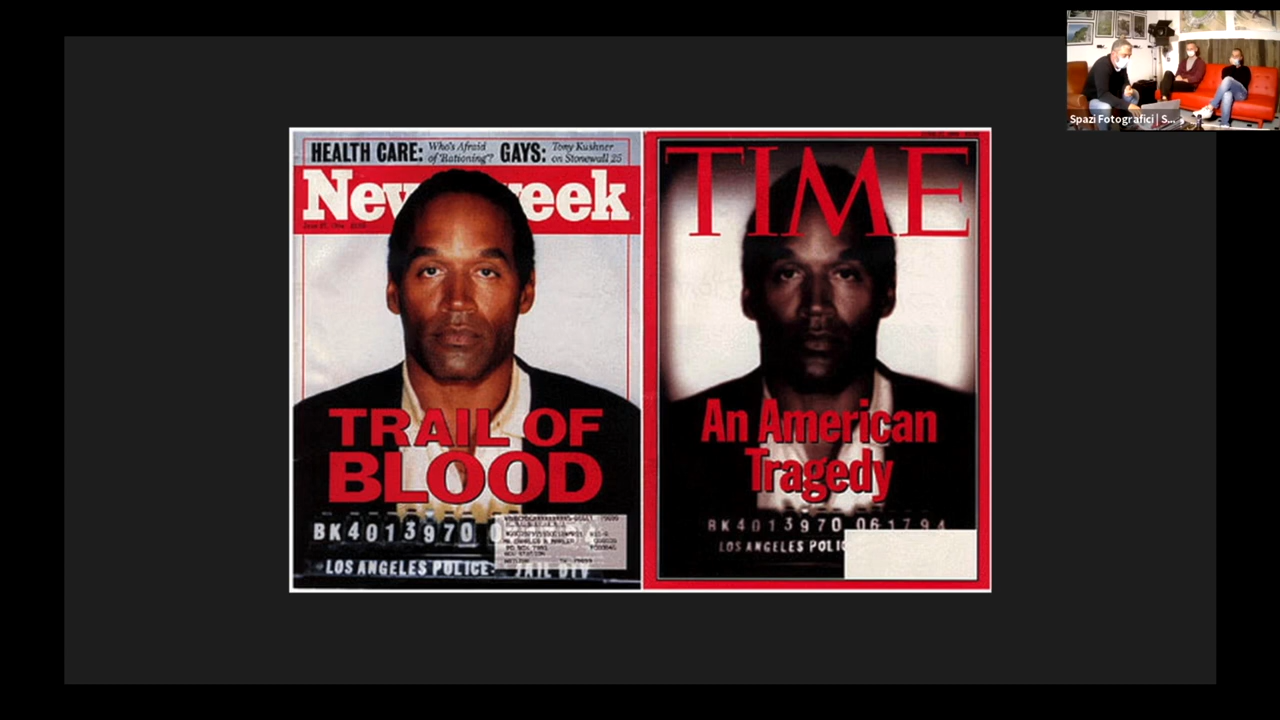 HEALTH CARE: Who's Afraid of 'Rationing'? GAYS: Tony Kushner on Stonewall 25
Newsweek
TRAIL OF
BLOOD
BK4013970 0
LOS ANGELES POLICE: JAIL DIV
TIME
An American
Tragedy
BK4013970 061794
LOS ANGELES POLIC
Spazi Fotografici | S...